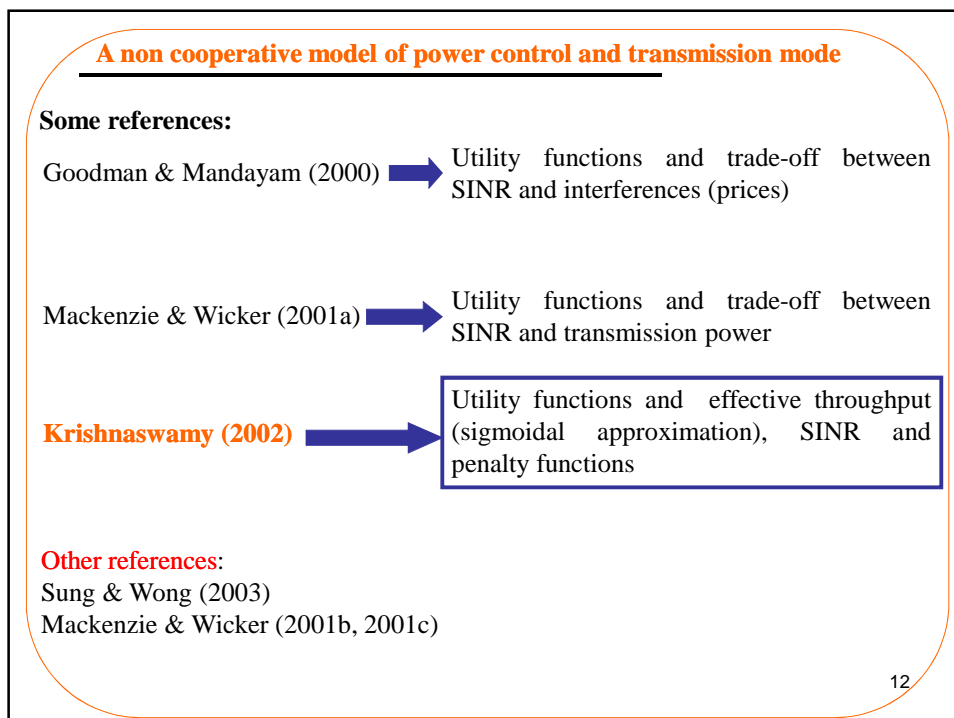 A non cooperative model of power control and transmission mode
Some references:
Goodman & Mandayam (2000)
Utility functions and trade-off between
SINR and interferences (prices)
Mackenzie & Wicker (2001a)
Utility functions and trade-off between
SINR and transmission power
Krishnaswamy (2002)
Utility functions and effective throughput
(sigmoidal approximation), SINR and
penalty functions
Other references:
Sung & Wong (2003)
Mackenzie & Wicker (2001b, 2001c)
12